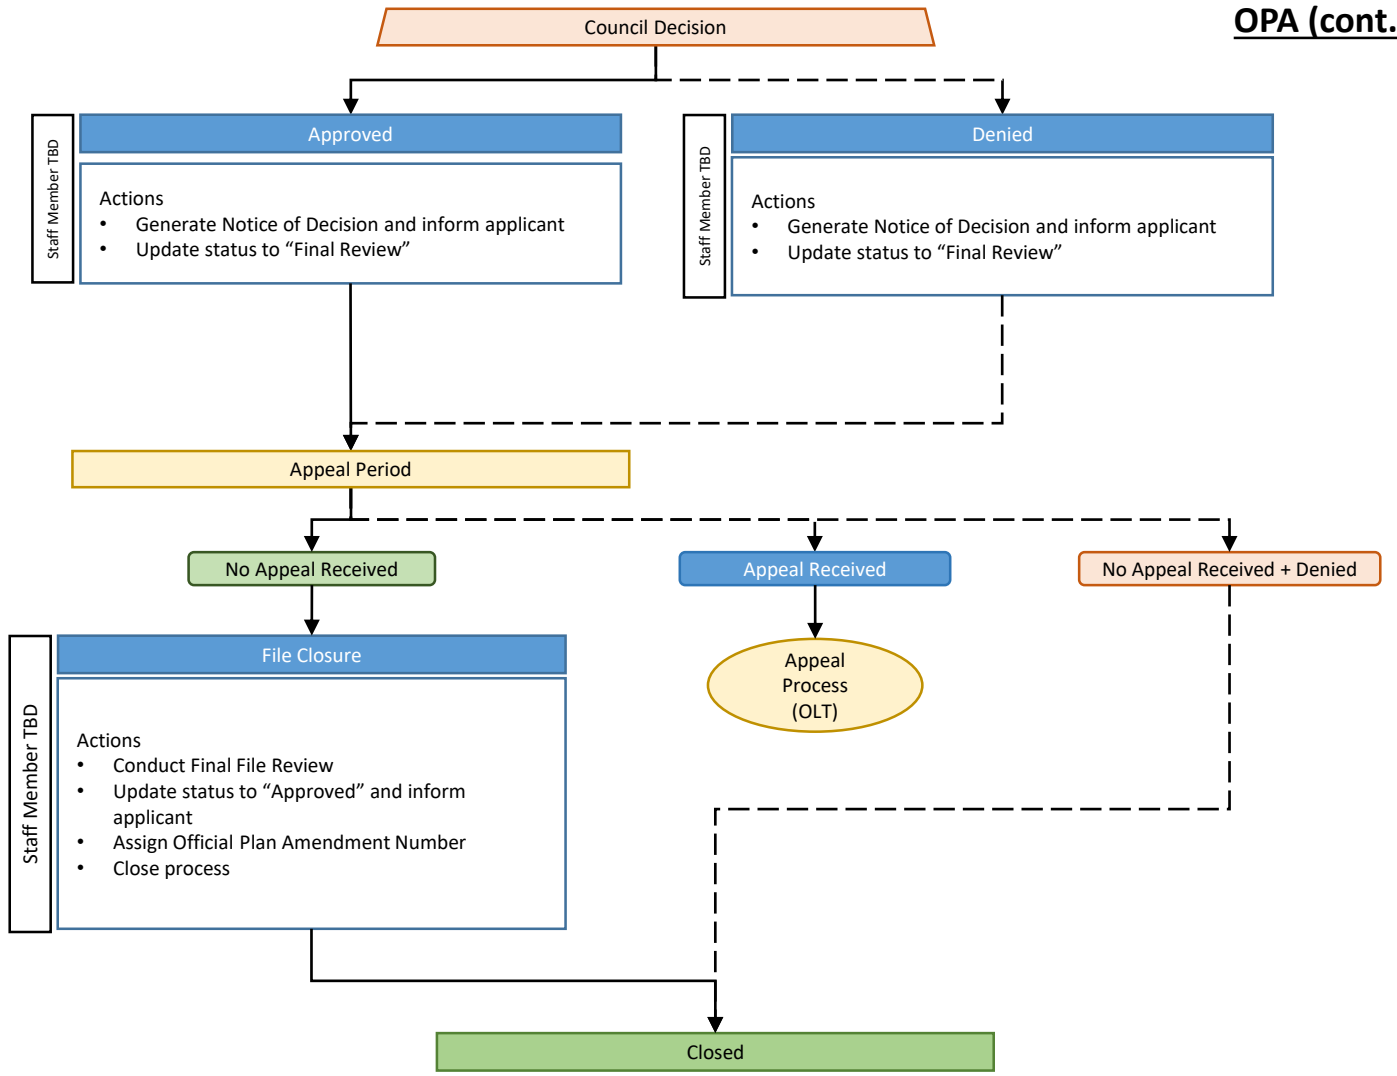 OPA (cont.
Council Decision
Staff Member TBD
Approved
Actions
• Generate Notice of Decision and inform applicant
• Update status to “Final Review”
Staff Member TBD
Denied
Actions
• Generate Notice of Decision and inform applicant
• Update status to “Final Review”
Appeal Period
No Appeal Received
Appeal Received
No Appeal Received + Denied
Staff Member TBD
File Closure
Actions
• Conduct Final File Review
• Update status to “Approved” and inform
applicant
• Assign Official Plan Amendment Number
• Close process
Appeal
Process
(OLT)
Closed